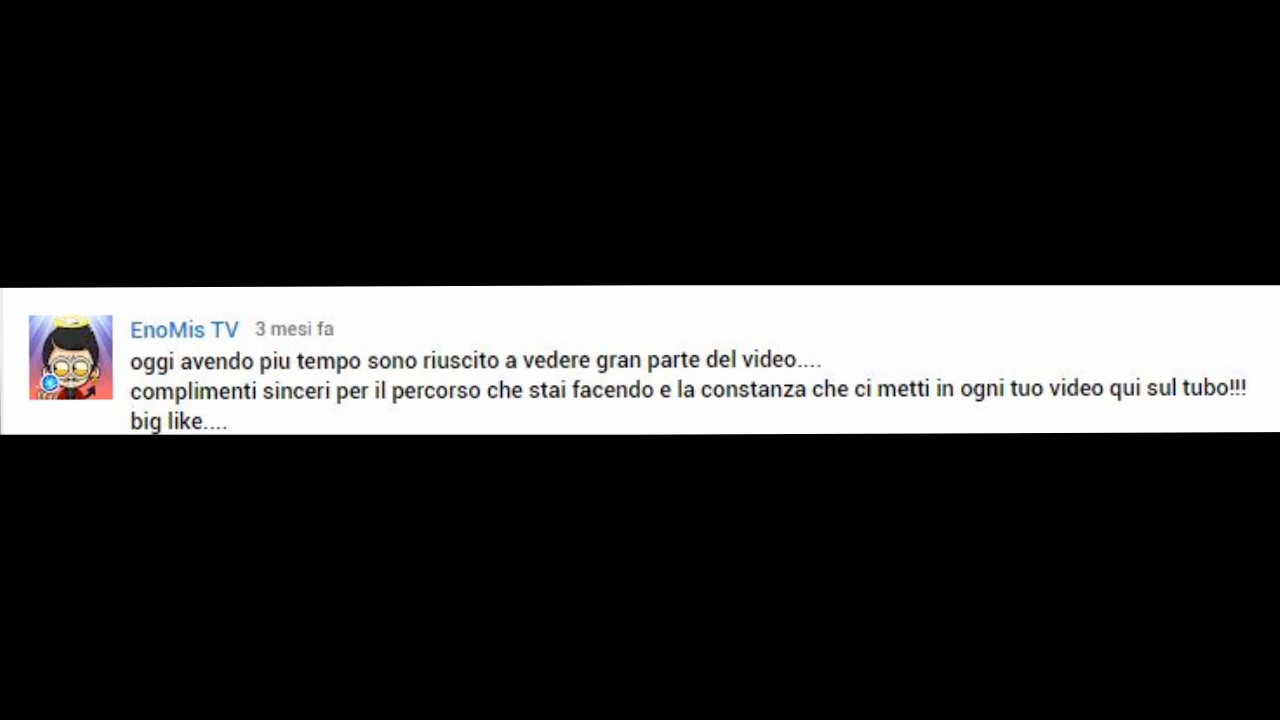 EnoMis TV 3 mesi fa
oggi avendo piu tempo sono riuscito a vedere gran parte del video....
complimenti sinceri per il percorso che stai facendo e la constanza che ci metti in ogni tuo video qui sul tubo!!!
big like....